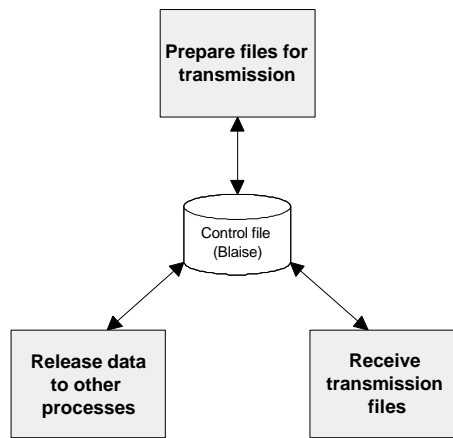 Prepare files for
transmission
Control file
(Blaise)
Release data
to other
processes
Receive
transmission
files